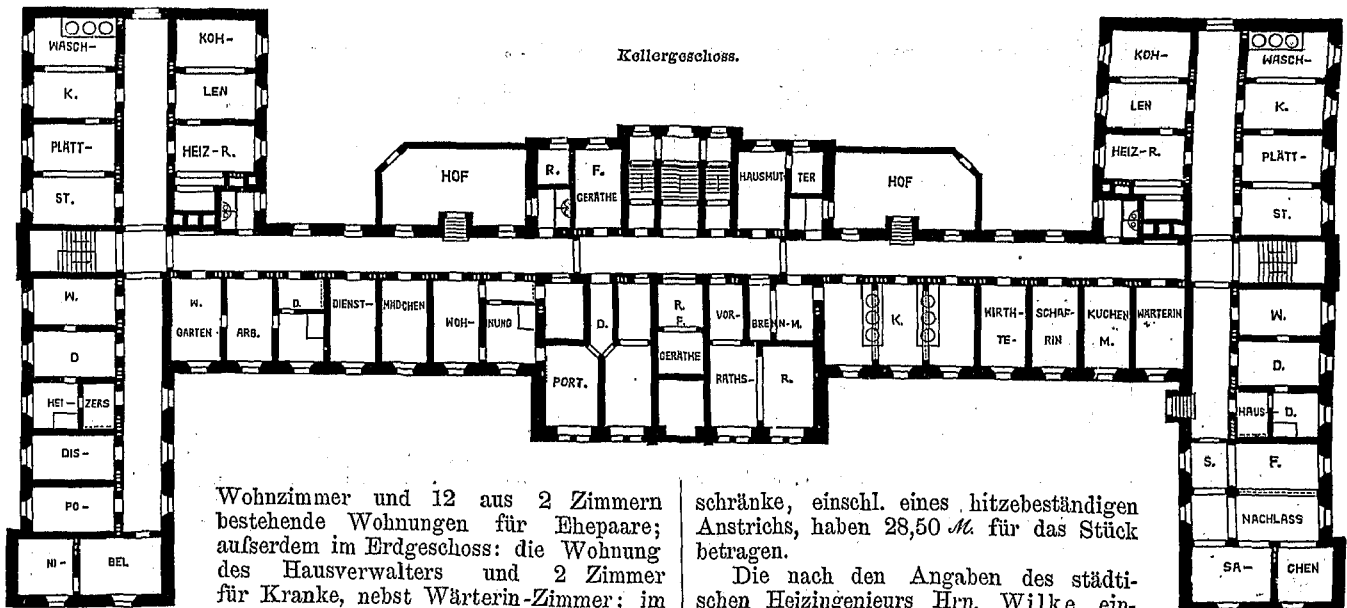 Kellergeschoss.
WASCH-
KOH-
K.
LEN
PLÄTT-
HEIZ-R.
ST.
HOF
R.
F.
GERÄTHE
HAUSMUT
TER
HOF
KOH-
WASCH-
LEN
K.
HEIZ-R.
PLÄTT-
ST.
W.
D
HEI-
ZERS
DIS-
PO-
NI-
BEL
W.
GARTEN
ARB.
D.
DIENST-
MÄDCHEN
WOH-
NUNG
D.
PORT.
R.
F.
GERÄTHE
VOR-
RATHS-
BRENN-M.
R.
K.
WIRTH-
TE-
SCHAF-
RIN
KÜCHEN
M.
WÄRTERIN
W.
D.
HAUS-
D.
S.
F.
NACHLASS
SA-
CHEN
Wohnzimmer und 12 aus 2 Zimmern
bestehende Wohnungen für Ehepaare;
aufserdem im Erdgeschoss: die Wohnung
des Hausverwalters und 2 Zimmer
für Kranke, nebst Wärterin-Zimmer; im
schränke, einschl. eines hitzebeständigen
Anstrichs, haben 28,50 M. für das Stück
betragen.
Die nach den Angaben des städti-
schen Heizingenieurs Hrn. Wilke ein-